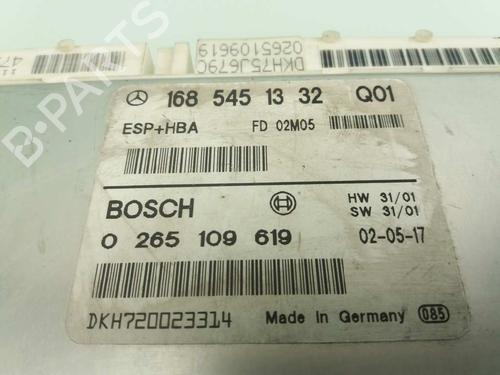 DKH75J679C
0265109619
168 545 13 32 Q01
ESP+HBA FD 02M05
BOSCH HW 31/01
SW 31/01
0 265 109 619 02-05-17
DKH720023314 Made in Germany 085
B-Parts